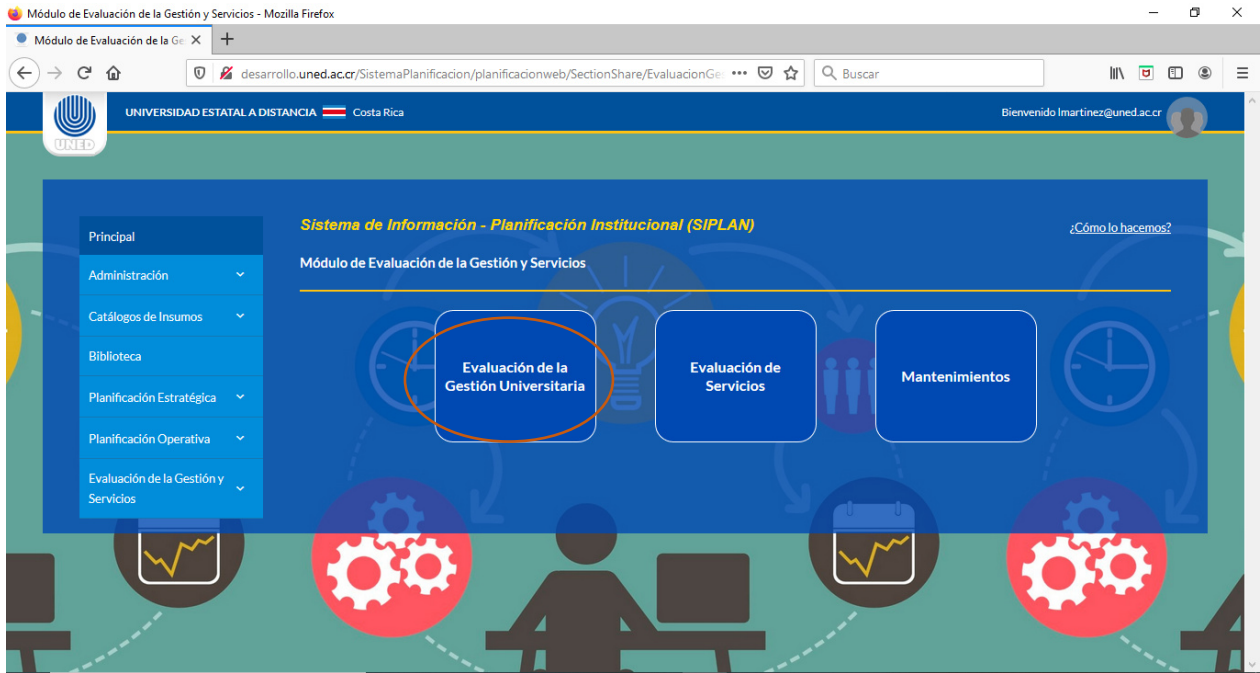 Módulo de Evaluación de la Gestión y Servicios - Mozilla Firefox
Módulo de Evaluación de la Ge
desarrollo.uned.ac.cr/SistemaPlanificacion/planificacionweb/SectionShare/EvaluacionGe
Buscar
UNED
UNIVERSIDAD ESTATAL A DISTANCIA Costa Rica
Bienvenido lmartinez@uned.ac.cr
Principal
Administración
Catálogos de Insumos
Biblioteca
Planificación Estratégica
Planificación Operativa
Evaluación de la Gestión y
Servicios
Sistema de Información - Planificación Institucional (SIPLAN)
¿Cómo lo hacemos?
Módulo de Evaluación de la Gestión y Servicios
Evaluación de la
Gestión Universitaria
Evaluación de
Servicios
Mantenimientos